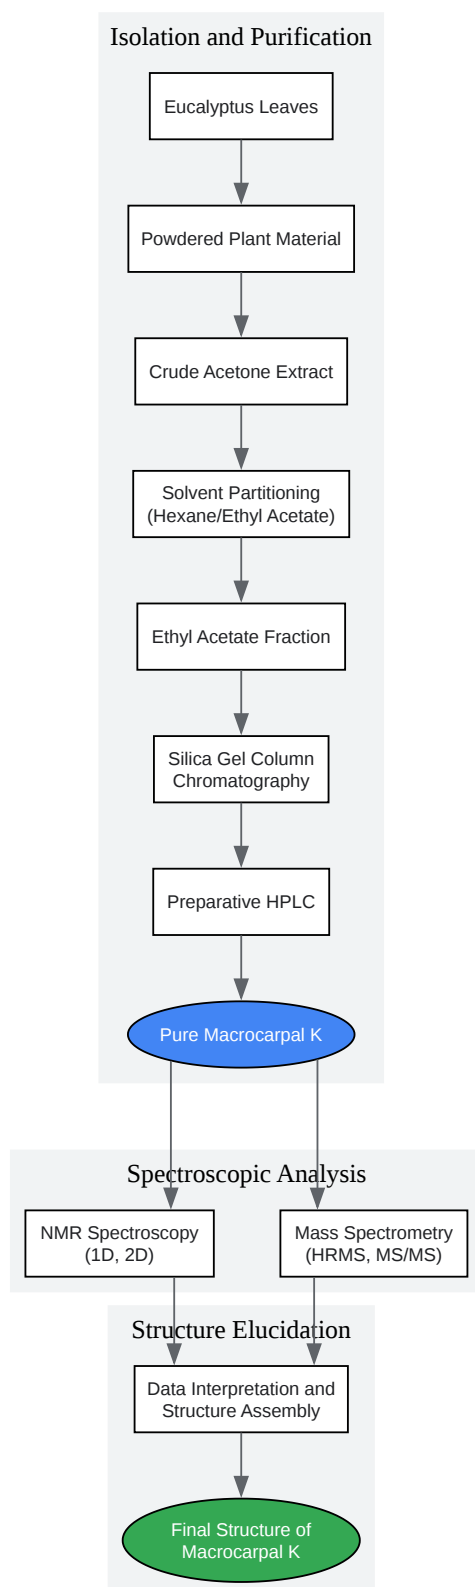 Isolation and Purification
Eucalyptus Leaves
Powdered Plant Material
Crude Acetone Extract
Solvent Partitioning
(Hexane/Ethyl Acetate)
Ethyl Acetate Fraction
Silica Gel Column
Chromatography
Preparative HPLC
Pure Macrocarpal K
Spectroscopic Analysis
NMR Spectroscopy
(1D, 2D)
Mass Spectrometry
(HRMS, MS/MS)
Structure Elucidation
Data Interpretation and
Structure Assembly
Final Structure of
Macrocarpal K